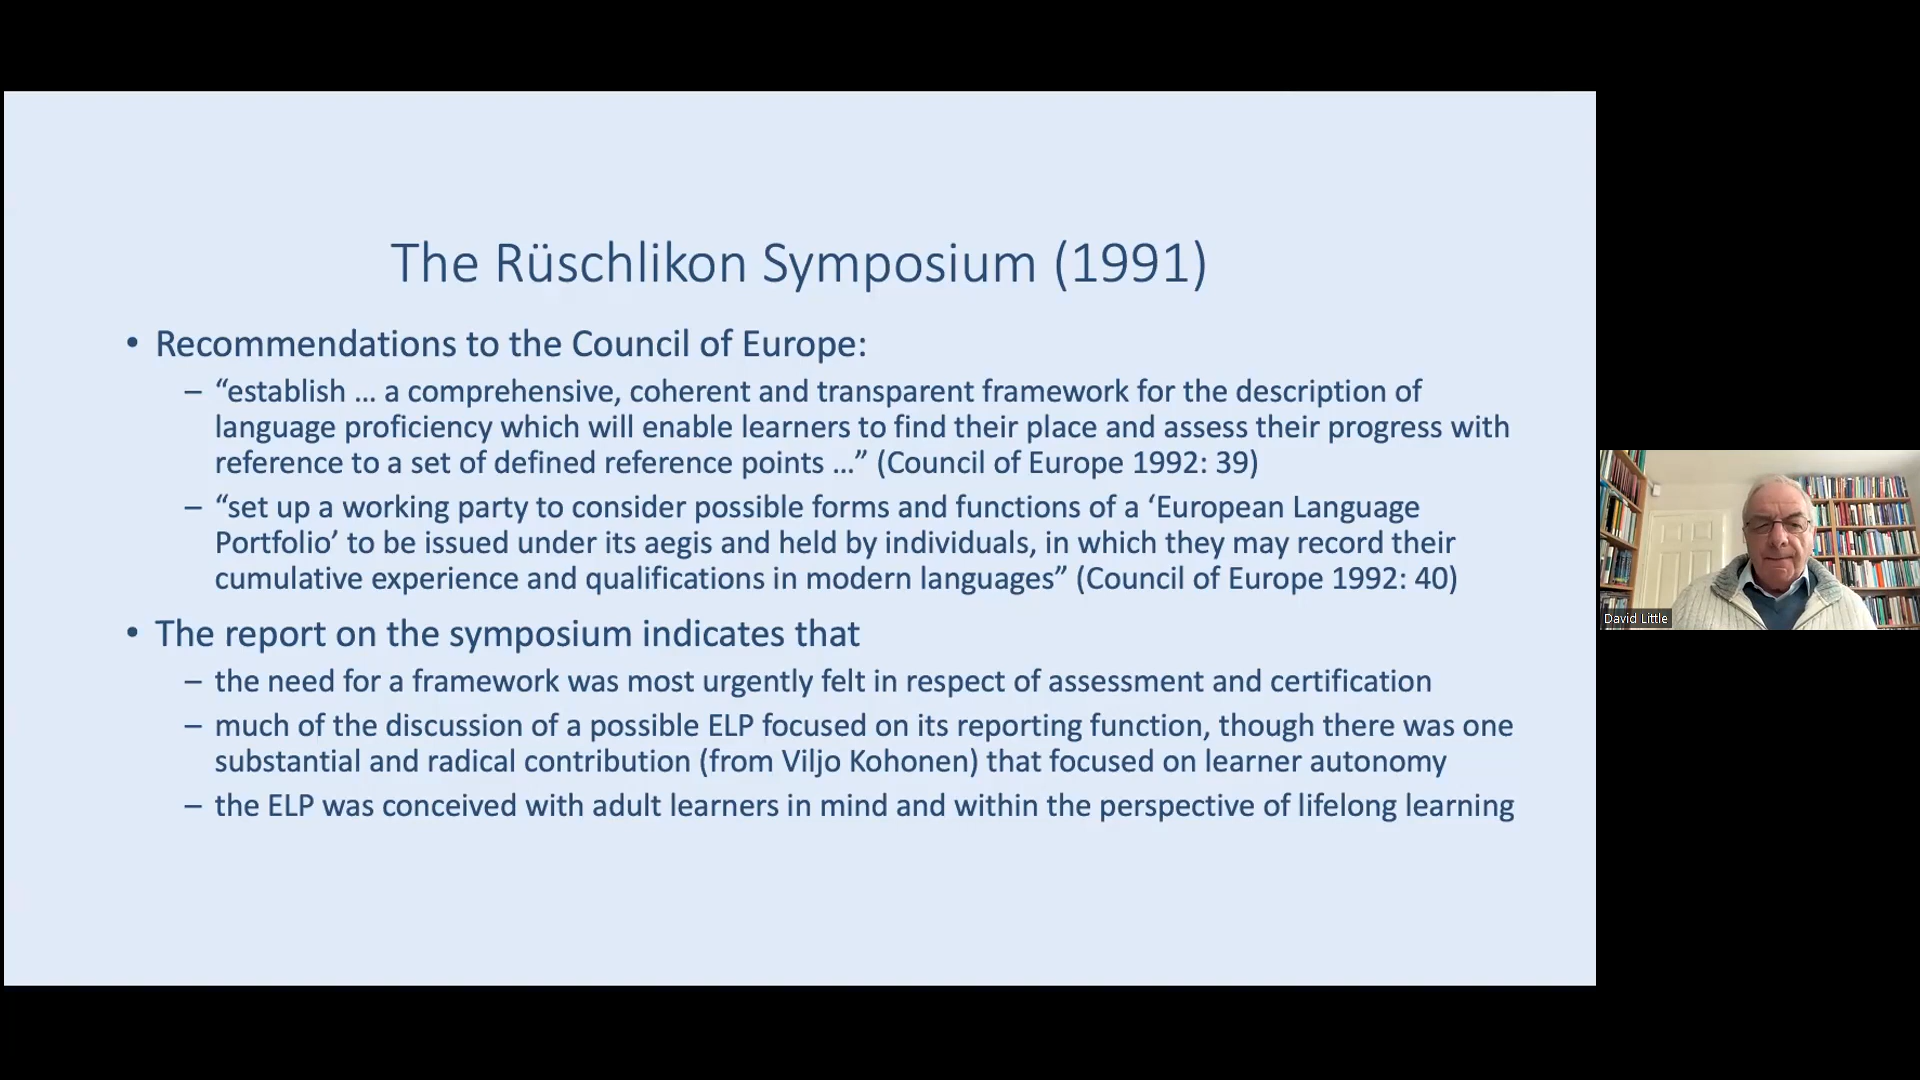 The Rüschlikon Symposium (1991)
• Recommendations to the Council of Europe:
– “establish … a comprehensive, coherent and transparent framework for the description of
language proficiency which will enable learners to find their place and assess their progress with
reference to a set of defined reference points …” (Council of Europe 1992: 39)
– “set up a working party to consider possible forms and functions of a ‘European Language
Portfolio’ to be issued under its aegis and held by individuals, in which they may record their
cumulative experience and qualifications in modern languages” (Council of Europe 1992: 40)
• The report on the symposium indicates that
– the need for a framework was most urgently felt in respect of assessment and certification
– much of the discussion of a possible ELP focused on its reporting function, though there was one
substantial and radical contribution (from Viljo Kohonen) that focused on learner autonomy
– the ELP was conceived with adult learners in mind and within the perspective of lifelong learning
David Little